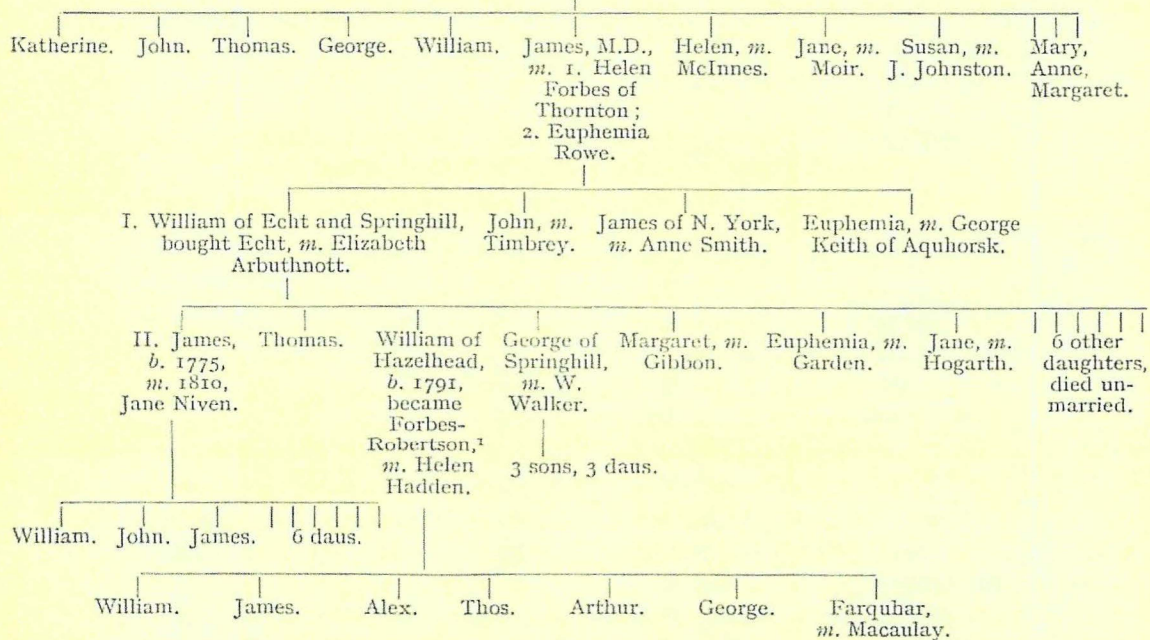 Katherine. John. Thomas. George. William. James, M.D., Helen, m. Jane, m. Susan, m. Mary,
m. 1. Helen McInnes. Moir. J. Johnston. Anne,
Forbes of Margaret.
Thornton ;
2. Euphemia
Rowe.
I. William of Echt and Springhill, John, m. James of N. York, Euphemia, m. George
bought Echt, m. Elizabeth Timbrey. m. Anne Smith. Keith of Aquhorsk.
Arbuthnott.
II. James, Thomas. William of George of Margaret, m. Euphemia, m. Jane, m. 6 other
b. 1775, Hazelhead, Springhill, Gibbon. Garden. Hogarth. daughters,
m. 1810, b. 1791, m. W. died un-
Jane Niven. became Walker. married.
Forbes-
Robertson,¹
m. Helen 3 sons, 3 daus.
Hadden.
William. John. James. 6 daus.
William. James. Alex. Thos. Arthur. George. Farquhar,
m. Macaulay.